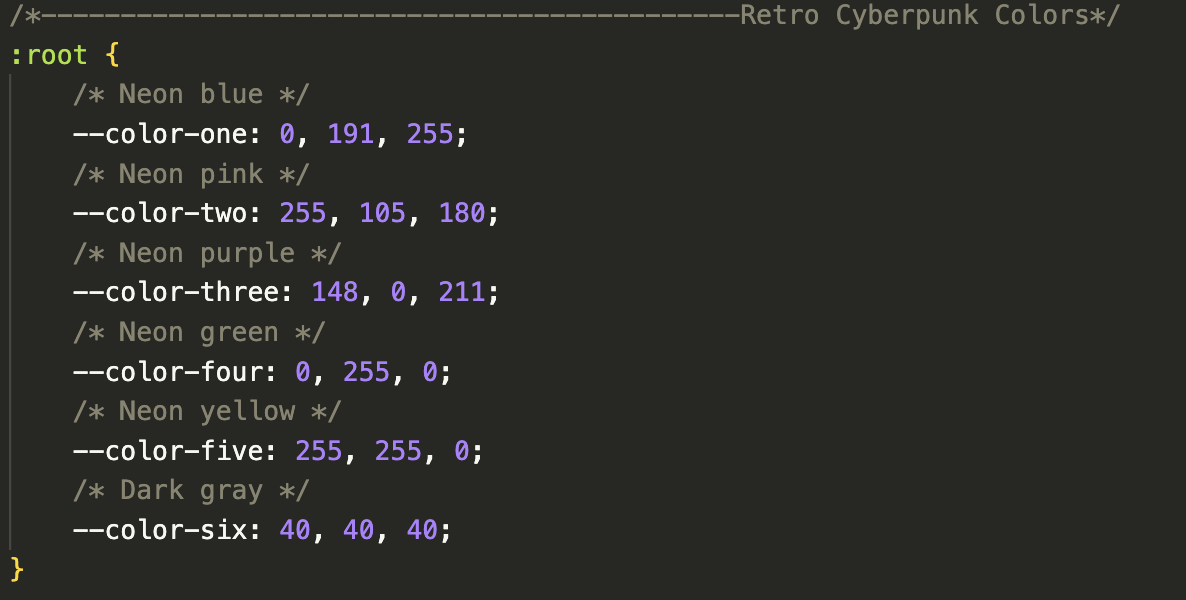 /*--------------------------------------------Retro Cyberpunk Colors*/
:root {
    /* Neon blue */
    --color-one: 0, 191, 255;
    /* Neon pink */
    --color-two: 255, 105, 180;
    /* Neon purple */
    --color-three: 148, 0, 211;
    /* Neon green */
    --color-four: 0, 255, 0;
    /* Neon yellow */
    --color-five: 255, 255, 0;
    /* Dark gray */
    --color-six: 40, 40, 40;
}